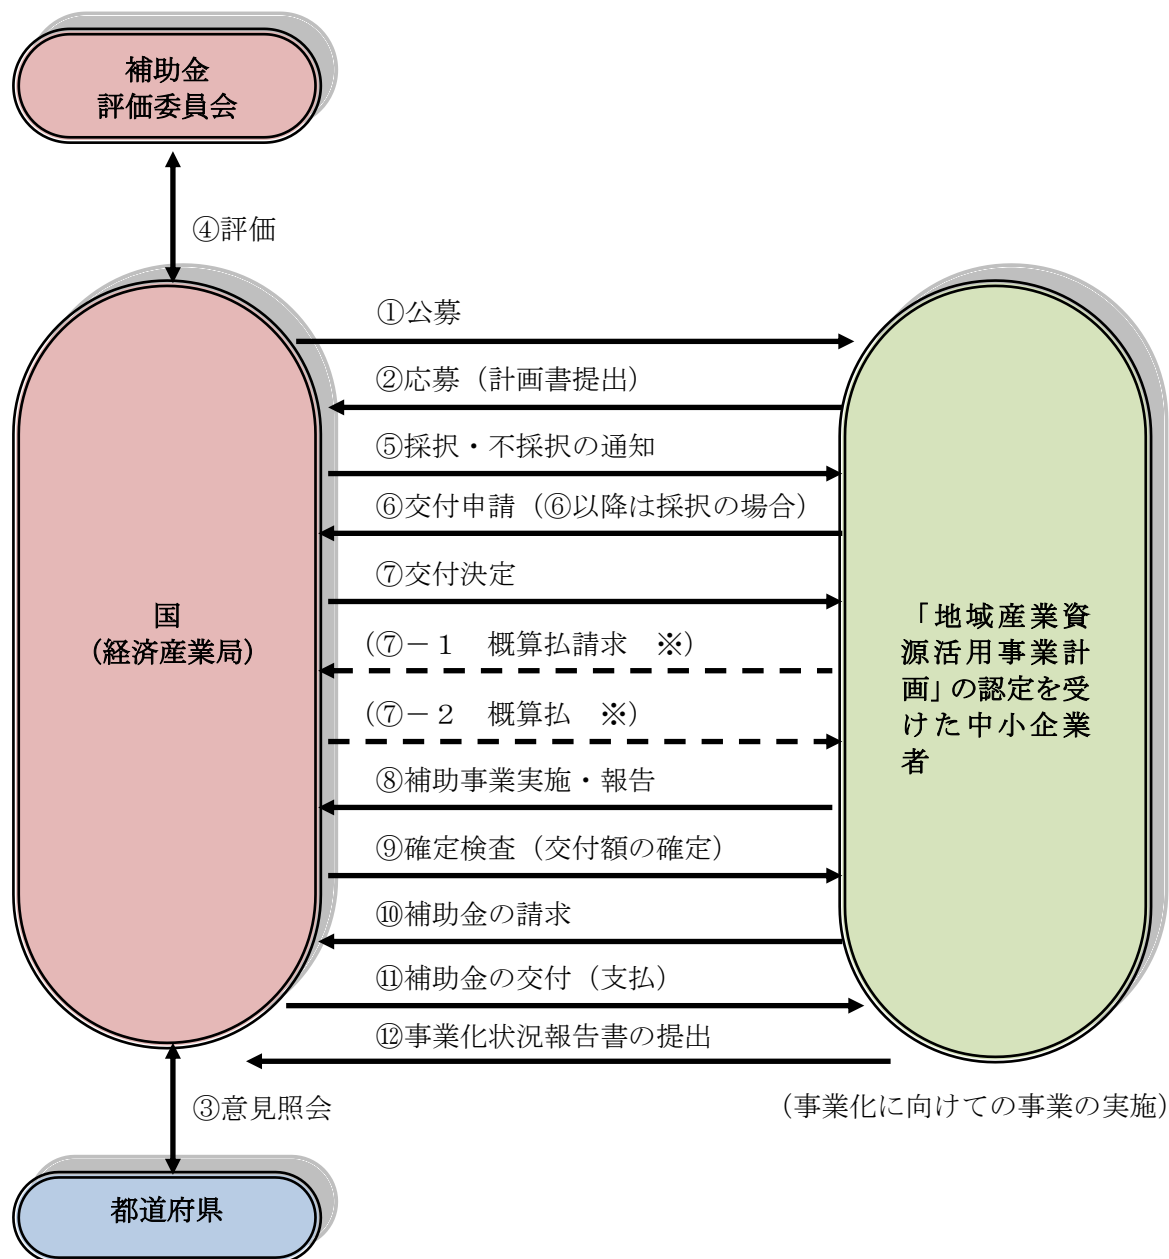 補助金
評価委員会
④評価
①公募
②応募（計画書提出）
⑤採択・不採択の通知
⑥交付申請（⑥以降は採択の場合）
⑦交付決定
（⑦－１　概算払請求　※）
（⑦－２　概算払　※）
⑧補助事業実施・報告
⑨確定検査（交付額の確定）
⑩補助金の請求
⑪補助金の交付（支払）
⑫事業化状況報告書の提出
国
（経済産業局）
「地域産業資
源活用事業計
画」の認定を受
けた中小企業
者
③意見照会
（事業化に向けての事業の実施）
都道府県